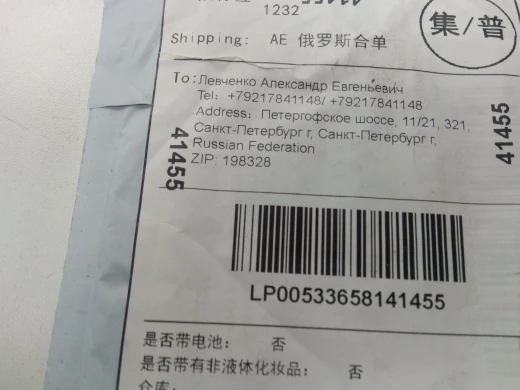 1232
Shipping: AE 俄罗斯合单
集/普
To: Левченко Александр Евгеньевич
Tel: +79217841148/ +79217841148
Address: Петергофское шоссе, 11/21, 321,
Санкт-Петербург г, Санкт-Петербург г,
Russian Federation
ZIP: 198328
41455
41455
LP00533658141455
是否带电池: 否
是否带有非液体化妆品: 否
仓库: